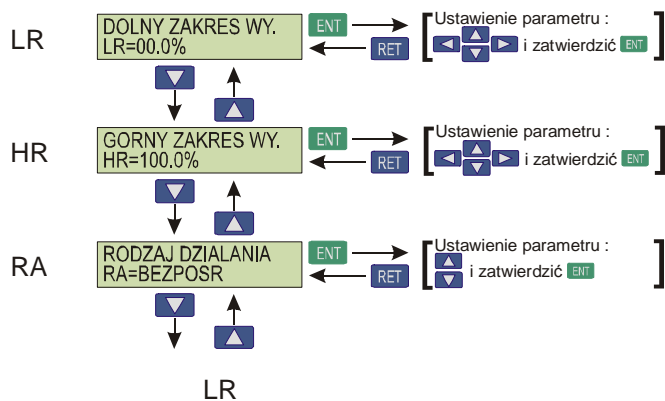 LR
DOLNY ZAKRES WY.
LR=00.0%
ENT
RET
Ustawienie parametru :
i zatwierdzić ENT
HR
GORNY ZAKRES WY.
HR=100.0%
ENT
RET
Ustawienie parametru :
i zatwierdzić ENT
RA
RODZAJ DZIALANIA
RA=BEZPOSR
ENT
RET
Ustawienie parametru :
i zatwierdzić ENT
LR